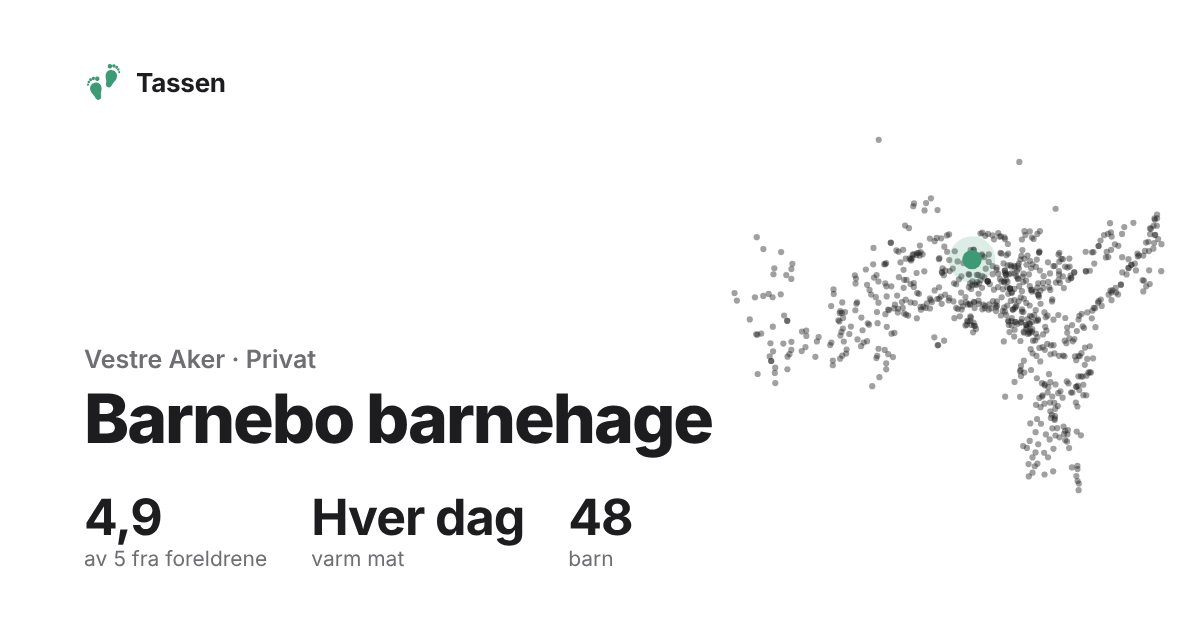 Tassen
Vestre Aker · Privat
Barnebo barnehage
4,9 Hver dag 48
av 5 fra foreldrene varm mat barn